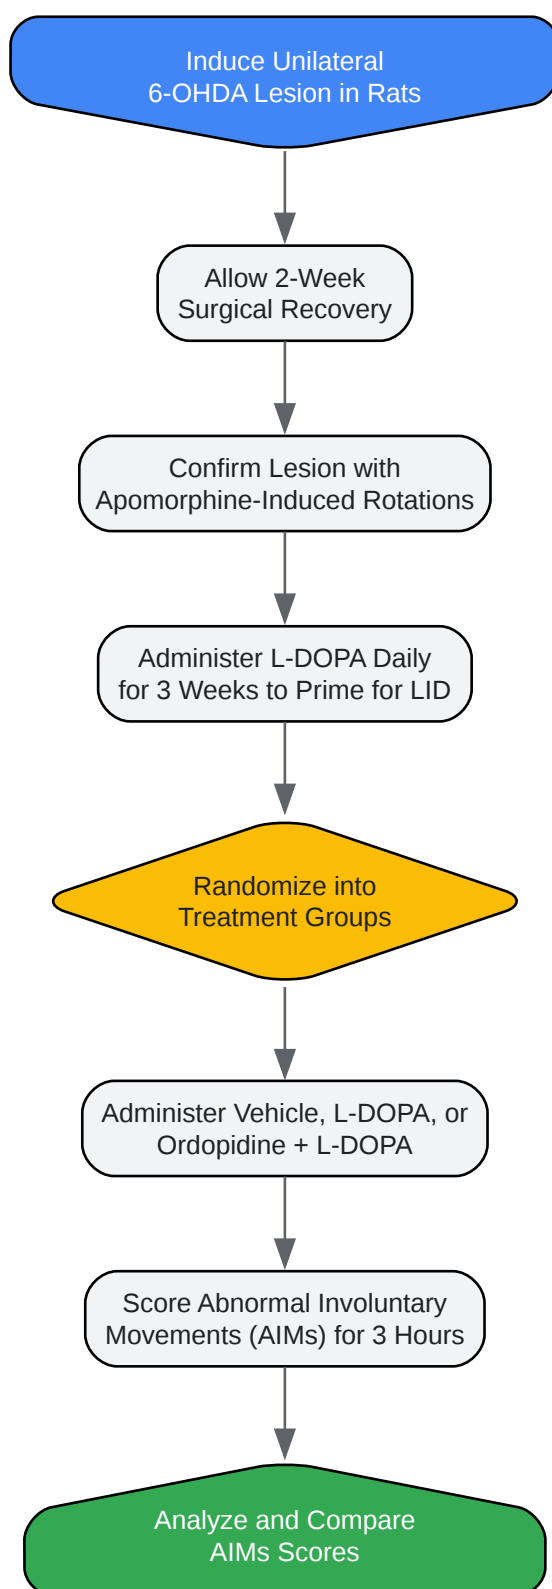 Induce Unilateral
6-OHDA Lesion in Rats
Allow 2-Week
Surgical Recovery
Confirm Lesion with
Apomorphine-Induced Rotations
Administer L-DOPA Daily
for 3 Weeks to Prime for LID
Randomize into
Treatment Groups
Administer Vehicle, L-DOPA, or
Ordopidine + L-DOPA
Score Abnormal Involuntary
Movements (AIMs) for 3 Hours
Analyze and Compare
AIMs Scores